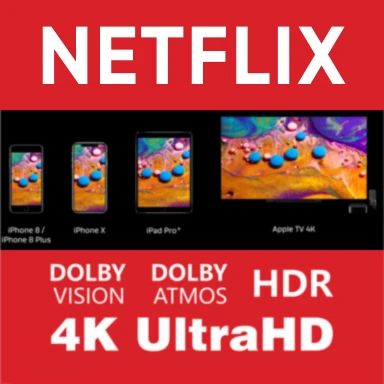 NETFLIX
iPhone 8 / iPhone X iPad Pro* Apple TV 4K
iPhone 8 Plus
DOLBY DOLBY HDR
VISION ATMOS
4K UltraHD